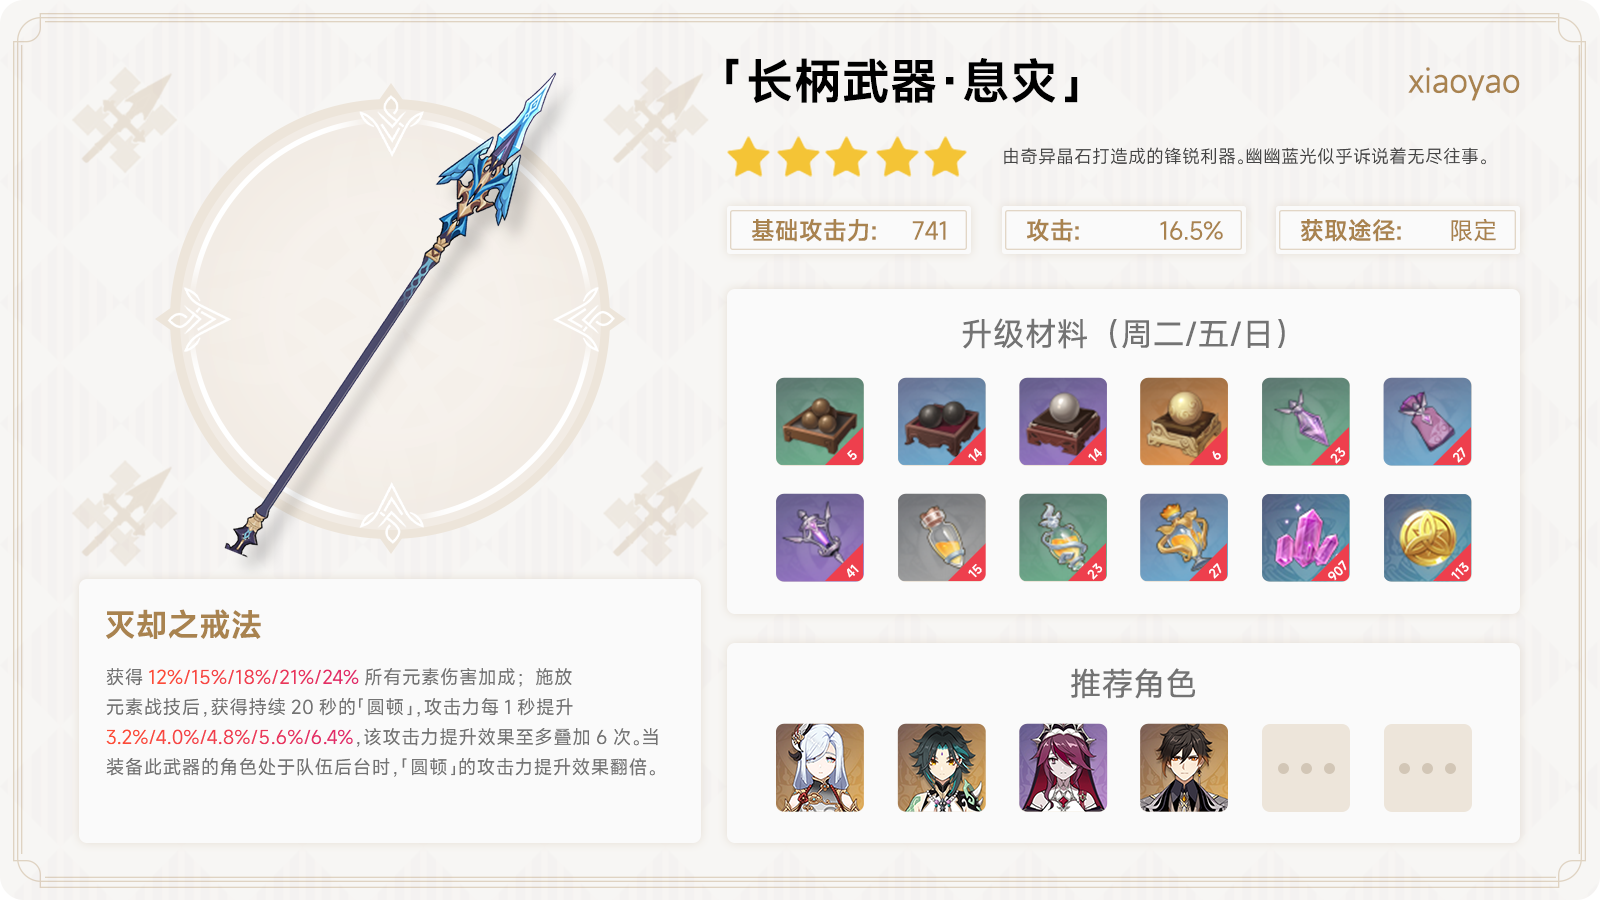 「长柄武器·息灾」
xiaoyao
由奇异晶石打造成的锋锐利器。幽幽蓝光似乎诉说着无尽往事。
基础攻击力: 741
攻击: 16.5%
获取途径: 限定
升级材料（周二/五/日）
5 14 14 6 23 27
41 15 23 27 907 113
灭却之戒法
获得 12%/15%/18%/21%/24% 所有元素伤害加成；施放
元素战技后,获得持续 20 秒的「圆顿」,攻击力每 1 秒提升
3.2%/4.0%/4.8%/5.6%/6.4%,该攻击力提升效果至多叠加 6 次。当
装备此武器的角色处于队伍后台时,「圆顿」的攻击力提升效果翻倍。
推荐角色